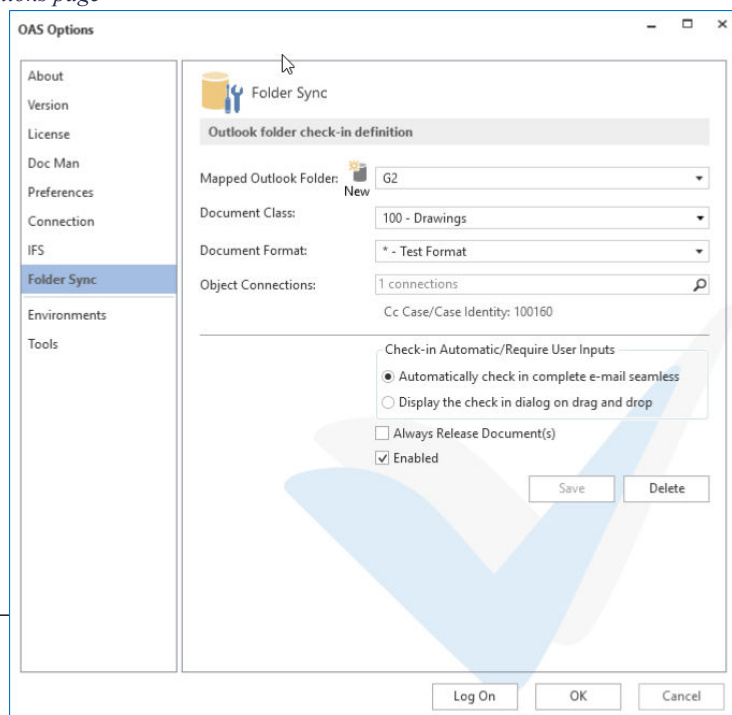 ons page
OAS Options
About
Version
License
Doc Man
Preferences
Connection
IFS
Folder Sync
Environments
Tools
Folder Sync
Outlook folder check-in definition
Mapped Outlook Folder: New G2
Document Class: 100 - Drawings
Document Format: * - Test Format
Object Connections: 1 connections
Cc Case/Case Identity: 100160
Check-in Automatic/Require User Inputs
Automatically check in complete e-mail seamless
Display the check in dialog on drag and drop
Always Release Document(s)
Enabled
Save Delete
Log On OK Cancel